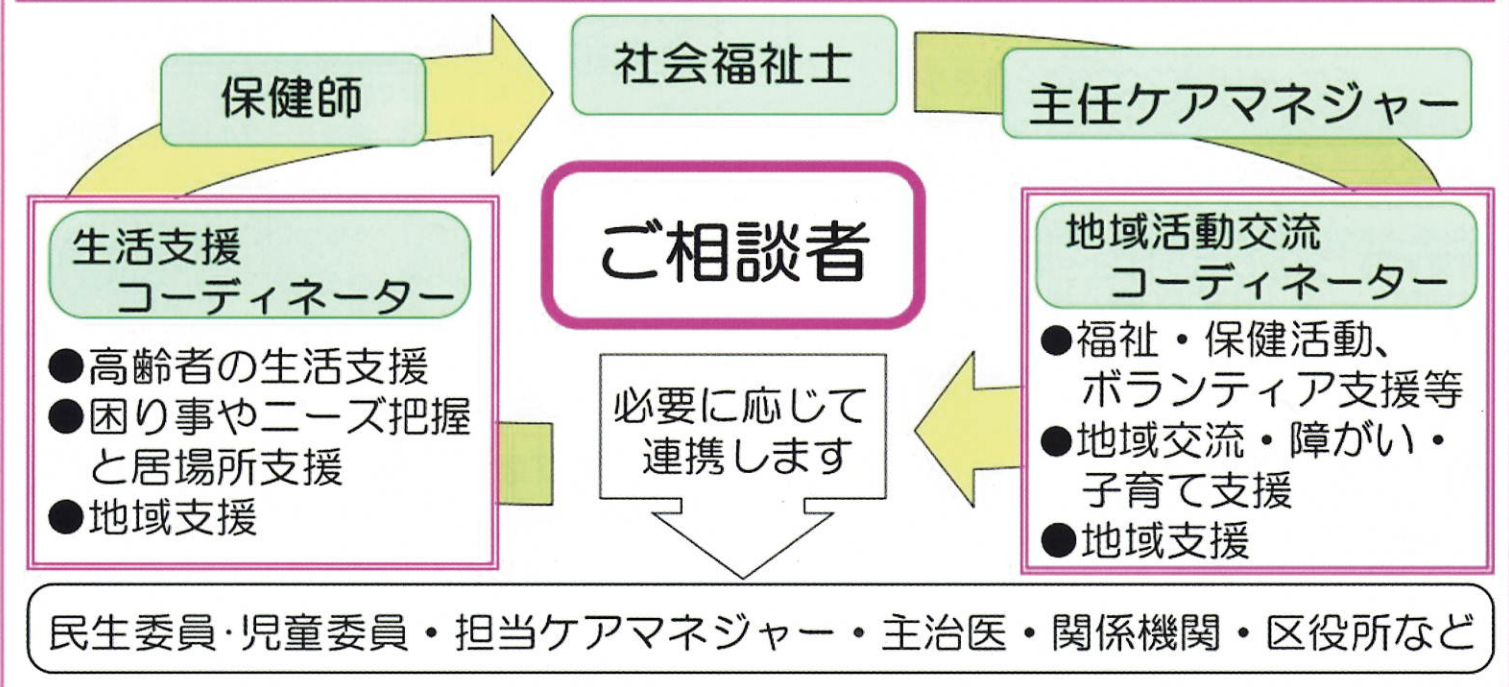 保健師
社会福祉士
主任ケアマネジャー
ご相談者
生活支援
コーディネーター
●高齢者の生活支援
●困り事やニーズ把握
と居場所支援
●地域支援
地域活動交流
コーディネーター
●福祉・保健活動、
ボランティア支援等
●地域交流・障がい・
子育て支援
●地域支援
必要に応じて
連携します
民生委員・児童委員・担当ケアマネジャー・主治医・関係機関・区役所など